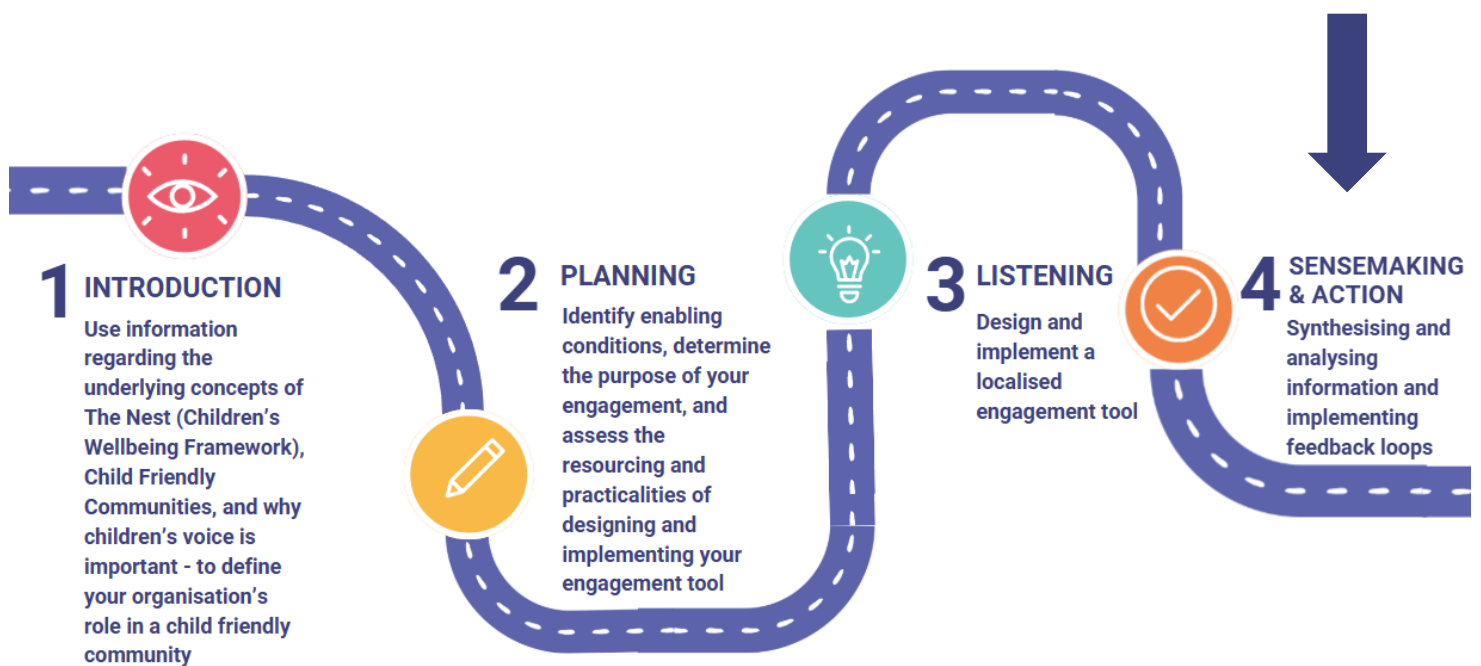 1
INTRODUCTION
Use information
regarding the
underlying concepts of
The Nest (Children’s
Wellbeing Framework),
Child Friendly
Communities, and why
children’s voice is
important - to define
your organisation’s
role in a child friendly
community
2
PLANNING
Identify enabling
conditions, determine
the purpose of your
engagement, and
assess the
resourcing and
practicalities of
designing and
implementing your
engagement tool
3
LISTENING
Design and
implement a
localised
engagement tool
4
SENSEMAKING
& ACTION
Synthesising and
analysing
information and
implementing
feedback loops